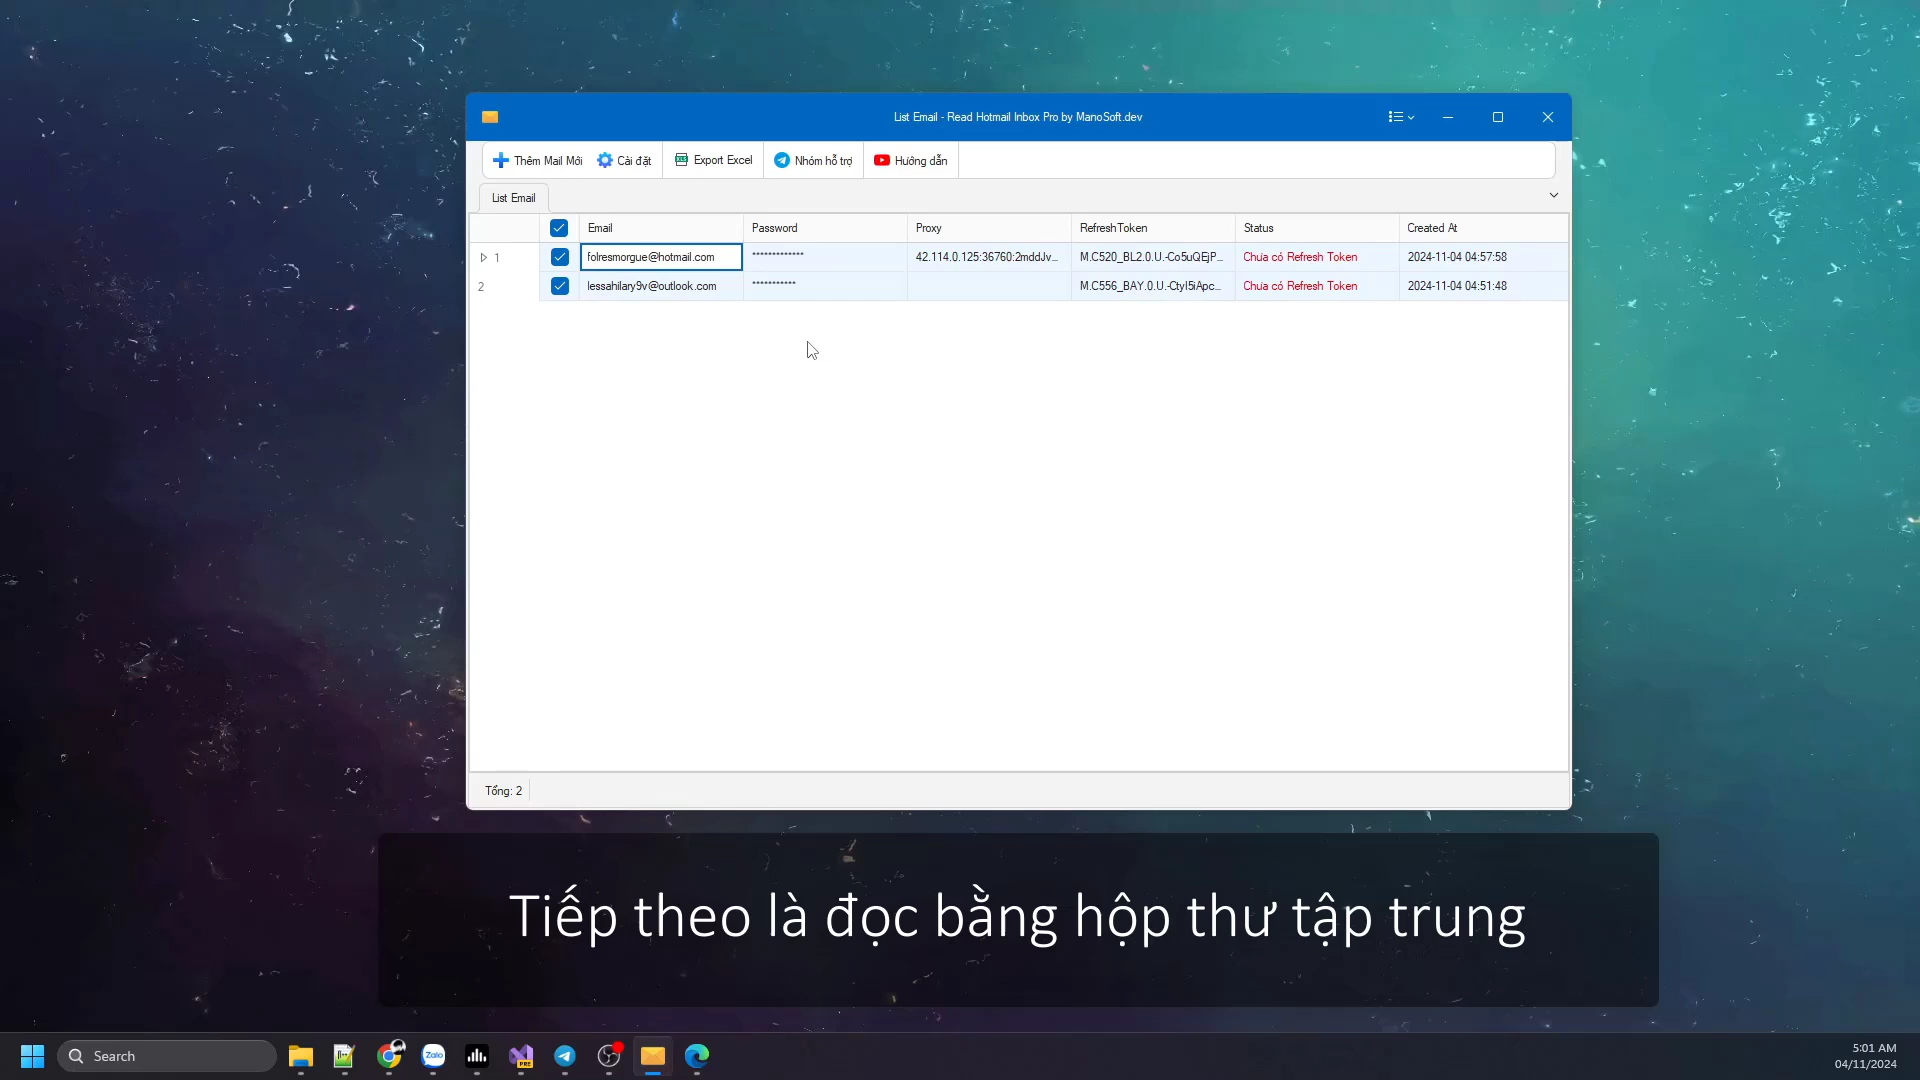 List Email - Read Hotmail Inbox Pro by ManoSoft.dev
Thêm Mail Mới Cài đặt Export Excel Nhóm hỗ trợ Hướng dẫn
List Email
Email Password Proxy RefreshToken Status Created At
1 folresmorgue@hotmail.com ************* 42.114.0.125:36760:2mddJv... M.C520_BL2.0.U.-Co5uQEjP... Chưa có Refresh Token 2024-11-04 04:57:58
2 lessahilary9v@outlook.com *********** M.C556_BAY.0.U.-CtyI5iApc... Chưa có Refresh Token 2024-11-04 04:51:48
Tổng: 2
Tiếp theo là đọc bằng hộp thư tập trung
Search
Zalo
PRE
5:01 AM
04/11/2024